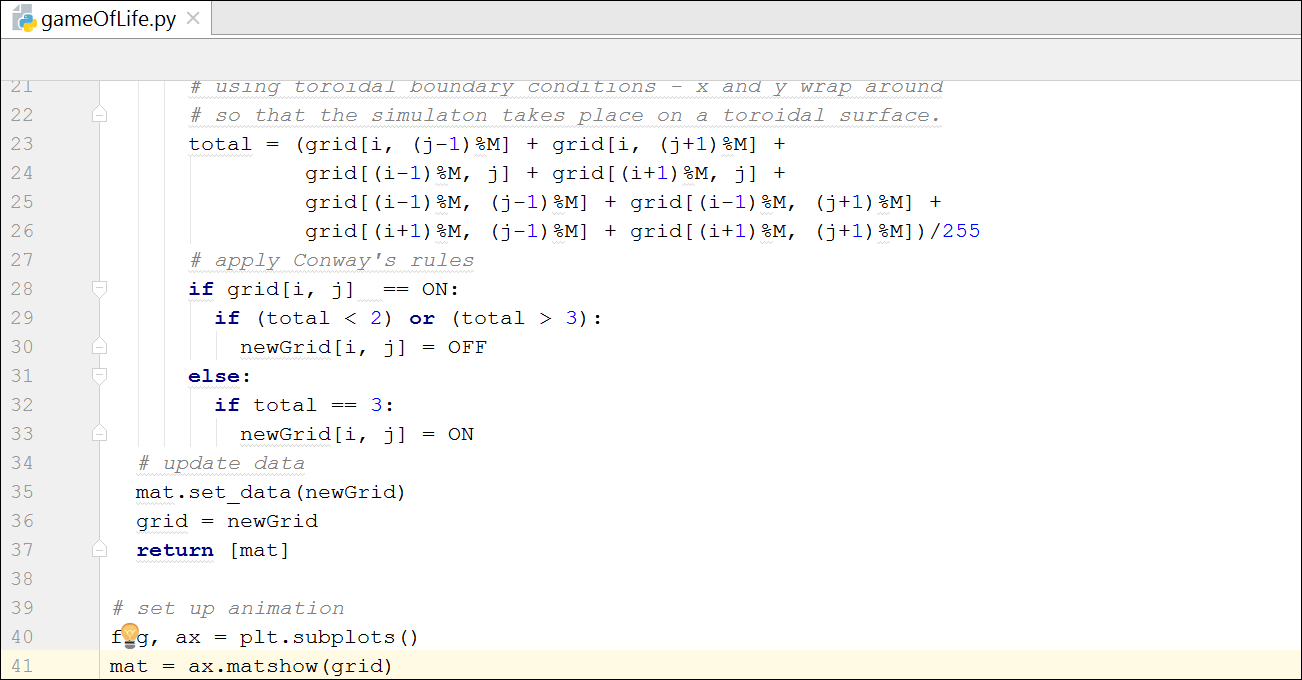 gameOfLife.py
21 # using toroidal boundary conditions - x and y wrap around
22 # so that the simulaton takes place on a toroidal surface.
23 total = (grid[i, (j-1)%M] + grid[i, (j+1)%M] +
24 grid[(i-1)%M, j] + grid[(i+1)%M, j] +
25 grid[(i-1)%M, (j-1)%M] + grid[(i-1)%M, (j+1)%M] +
26 grid[(i+1)%M, (j-1)%M] + grid[(i+1)%M, (j+1)%M])/255
27 # apply Conway's rules
28 if grid[i, j]  == ON:
29 if (total < 2) or (total > 3):
30 newGrid[i, j] = OFF
31 else:
32 if total == 3:
33 newGrid[i, j] = ON
34 # update data
35 mat.set_data(newGrid)
36 grid = newGrid
37 return [mat]
38
39 # set up animation
40 fig, ax = plt.subplots()
41 mat = ax.matshow(grid)